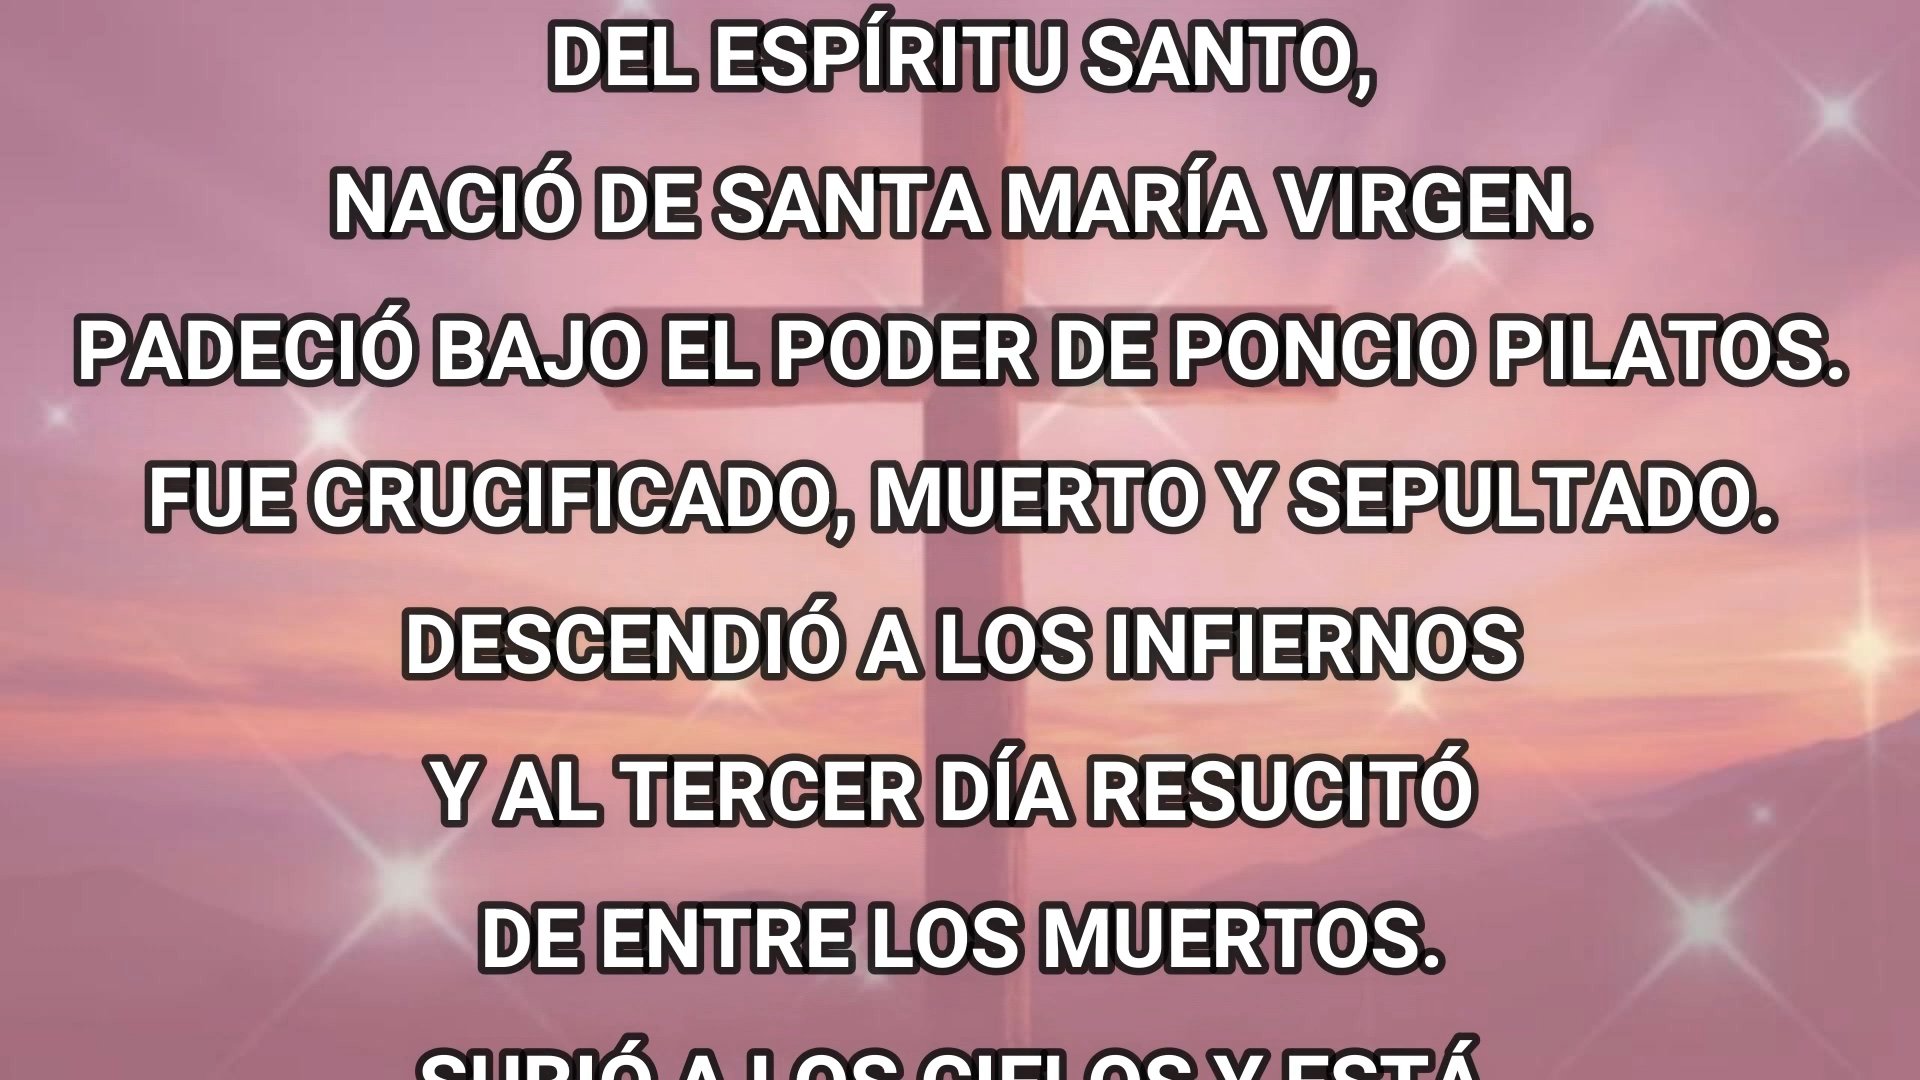 DEL ESPÍRITU SANTO,
NACIÓ DE SANTA MARÍA VIRGEN.
PADECIÓ BAJO EL PODER DE PONCIO PILATOS.
FUE CRUCIFICADO, MUERTO Y SEPULTADO.
DESCENDIÓ A LOS INFIERNOS
Y AL TERCER DÍA RESUCITÓ
DE ENTRE LOS MUERTOS.
SUBIÓ A LOS CIELOS Y ESTÁ